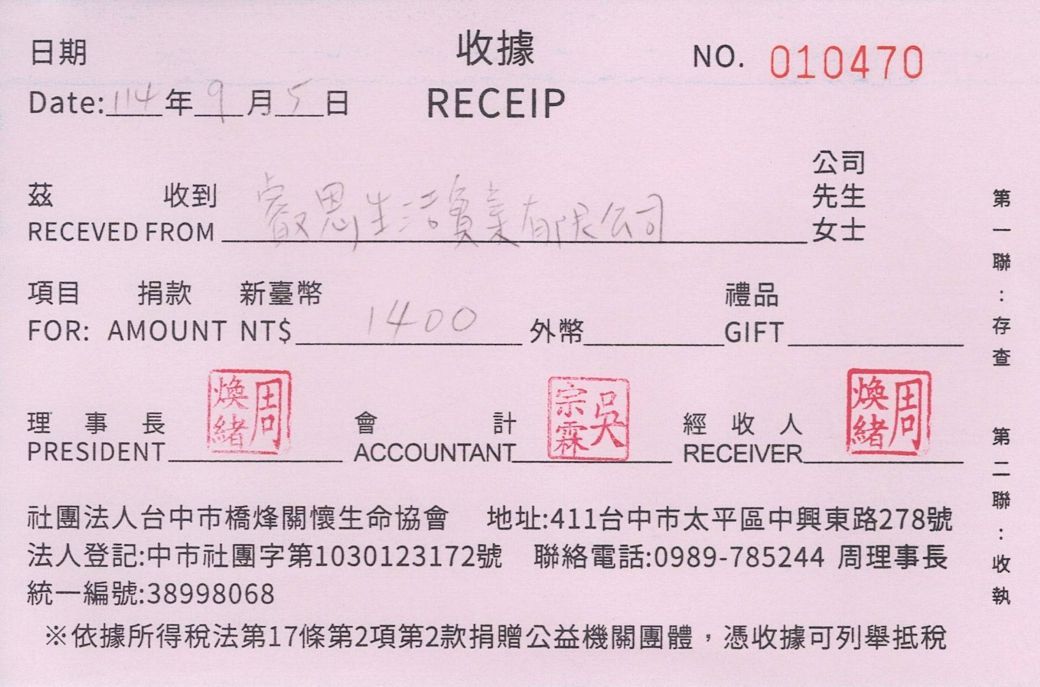 日期 收據 NO. 010470
Date: 114 年 9 月 5 日 RECEIP
公司
茲 收到 先生
RECEVED FROM 睿恩生活實業有限公司 女士
項目 捐款 新臺幣 禮品
FOR: AMOUNT NT$ 1400 外幣 GIFT
理事長 周煥緒 會計 吳宗霖 經收人 周煥緒
PRESIDENT ACCOUNTANT RECEIVER
社團法人台中市橋烽關懷生命協會 地址:411台中市太平區中興東路278號
法人登記:中市社團字第1030123172號 聯絡電話:0989-785244 周理事長
統一編號:38998068
※依據所得稅法第17條第2項第2款捐贈公益機關團體，憑收據可列舉抵稅
第一聯：存查 第二聯：收執